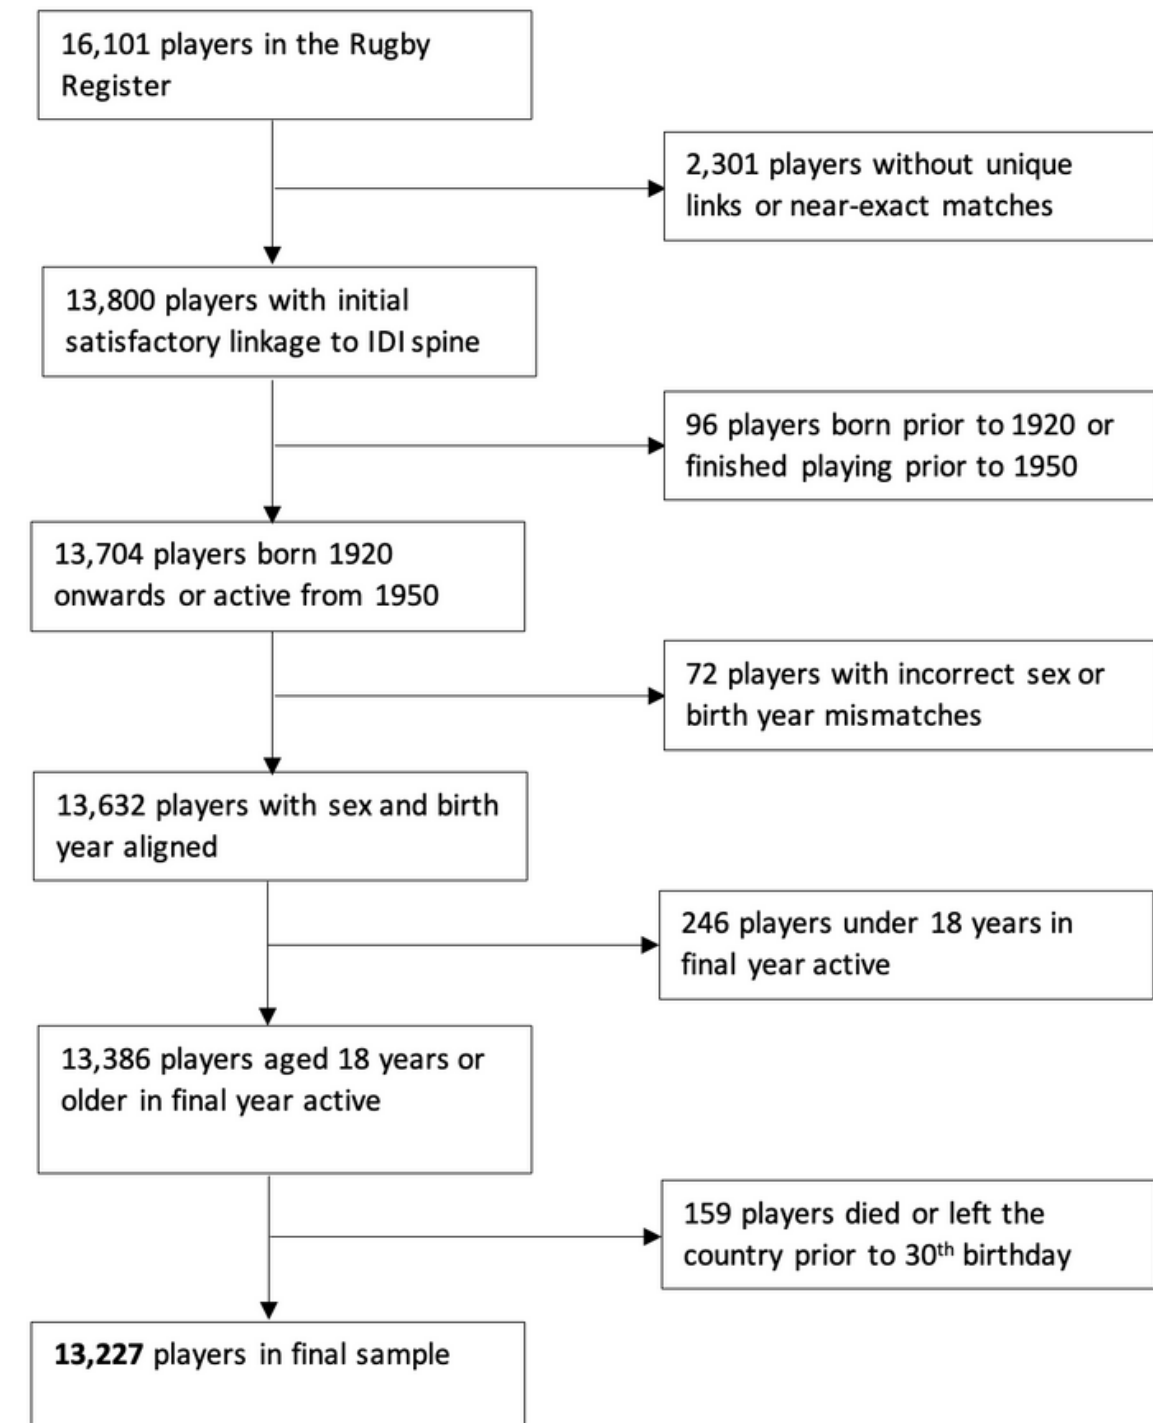 16,101 players in the Rugby
Register
2,301 players without unique
links or near-exact matches
13,800 players with initial
satisfactory linkage to IDI spine
96 players born prior to 1920 or
finished playing prior to 1950
13,704 players born 1920
onwards or active from 1950
72 players with incorrect sex or
birth year mismatches
13,632 players with sex and birth
year aligned
246 players under 18 years in
final year active
13,386 players aged 18 years or
older in final year active
159 players died or left the
country prior to 30th birthday
13,227 players in final sample